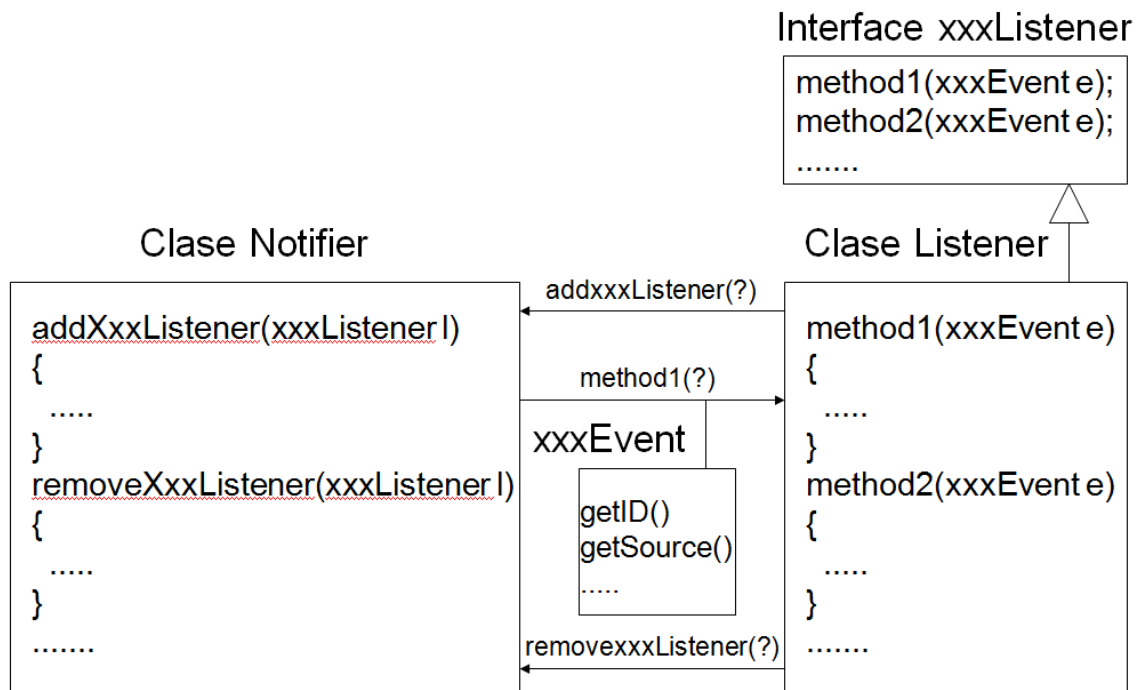 Interface xxxListener
method1(xxxEvent e);
method2(xxxEvent e);
.......
Clase Notifier
addXxxListener(xxxListener l)
{
.....
}
removeXxxListener(xxxListener l)
{
.....
}
.......
addxxxListener(?)
method1(?)
xxxEvent
getID()
getSource()
.....
removexxxListener(?)
Clase Listener
method1(xxxEvent e)
{
.....
}
method2(xxxEvent e)
{
.....
}
.......